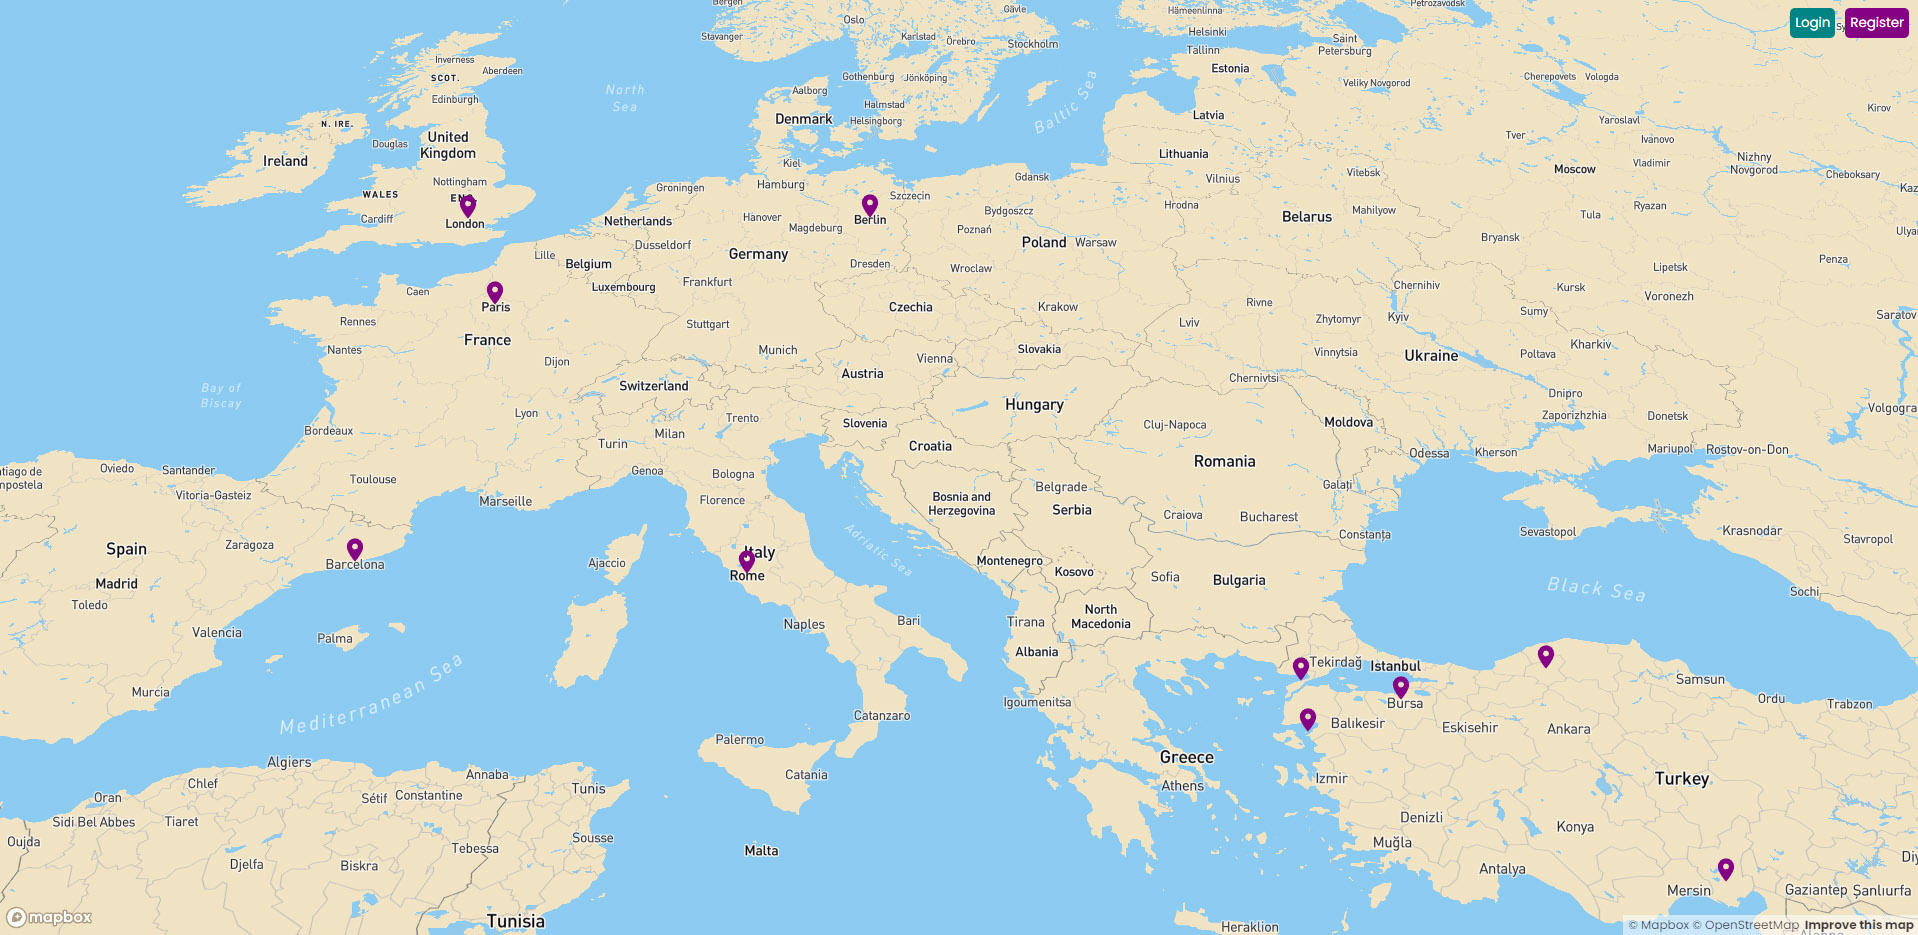 Bergen
Gävle
Hämeenlinna
Petrozavodsk
Oslo
Login
Register
Stavanger
Karlstad
Örebro
Stockholm
Helsinki
Saint
Petersburg
Tallinn
Inverness
SCOT.
Aberdeen
Estonia
Gothenburg
Jönköping
Cherepovets
Vologda
Veliky Novgorod
North
Sea
Aalborg
Baltic Sea
Edinburgh
Halmstad
Helsingborg
Denmark
Latvia
Kirov
Yaroslavl
N. IRE.
Douglas
United
Kingdom
Tver
Ivanovo
Ireland
Kiel
Lithuania
Vladimir
Nizhny
Novgorod
Moscow
Vitebsk
Cheboksary
Nottingham
WALES
Groningen
Hamburg
Szczecin
Gdansk
Vilnius
Kaz
London
Cardiff
Netherlands
Hanover
Magdeburg
Berlin
Bydgoszcz
Hrodna
Belarus
Mahilyow
Tula
Ryazan
Poznań
Ulya
Dusseldorf
Germany
Poland
Warsaw
Bryansk
Lille
Belgium
Dresden
Wroclaw
Lipetsk
Penza
Luxembourg
Frankfurt
Caen
Paris
Czechia
Krakow
Rivne
Chernihiv
Kursk
Voronezh
Rennes
Stuttgart
Lviv
Zhytomyr
Kyiv
Sumy
Saratov
Nantes
France
Dijon
Munich
Vienna
Slovakia
Vinnytsia
Ukraine
Poltava
Kharkiv
Bay of
Biscay
Switzerland
Austria
Chernivtsi
Dnipro
Lyon
Trento
Hungary
Zaporizhzhia
Donetsk
Volgogra
Bordeaux
Turin
Milan
Slovenia
Cluj-Napoca
Moldova
Croatia
Odessa
Kherson
Mariupol
Rostov-on-Don
ntiago de
mpostela
Oviedo
Santander
Genoa
Bologna
Romania
Toulouse
Vitoria-Gasteiz
Marseille
Florence
Bosnia and
Herzegovina
Belgrade
Serbia
Galați
Craiova
Bucharest
Constanța
Sevastopol
Krasnodar
Stavropol
Spain
Zaragoza
Barcelona
Adriatic Sea
Italy
Rome
Ajaccio
Montenegro
Kosovo
Sofia
Bulgaria
Black Sea
Sochi
Madrid
Toledo
North
Macedonia
Tirana
Valencia
Palma
Naples
Bari
Albania
Tekirdağ
Istanbul
Mediterranean Sea
Murcia
Igoumenitsa
Samsun
Ordu
Trabzon
Bursa
Catanzaro
Balıkesir
Eskisehir
Ankara
Palermo
Greece
Algiers
Annaba
Catania
Athens
Izmir
Turkey
Chlef
Tunis
Oran
Sétif
Constantine
Denizli
Konya
Sidi Bel Abbes
Tiaret
Oujda
Sousse
Tebessa
Malta
Muğla
Djelfa
Biskra
Antalya
Diy
Mersin
Gaziantep
Şanlıurfa
mapbox
Tunisia
Heraklion
© Mapbox © OpenStreetMap Improve this map